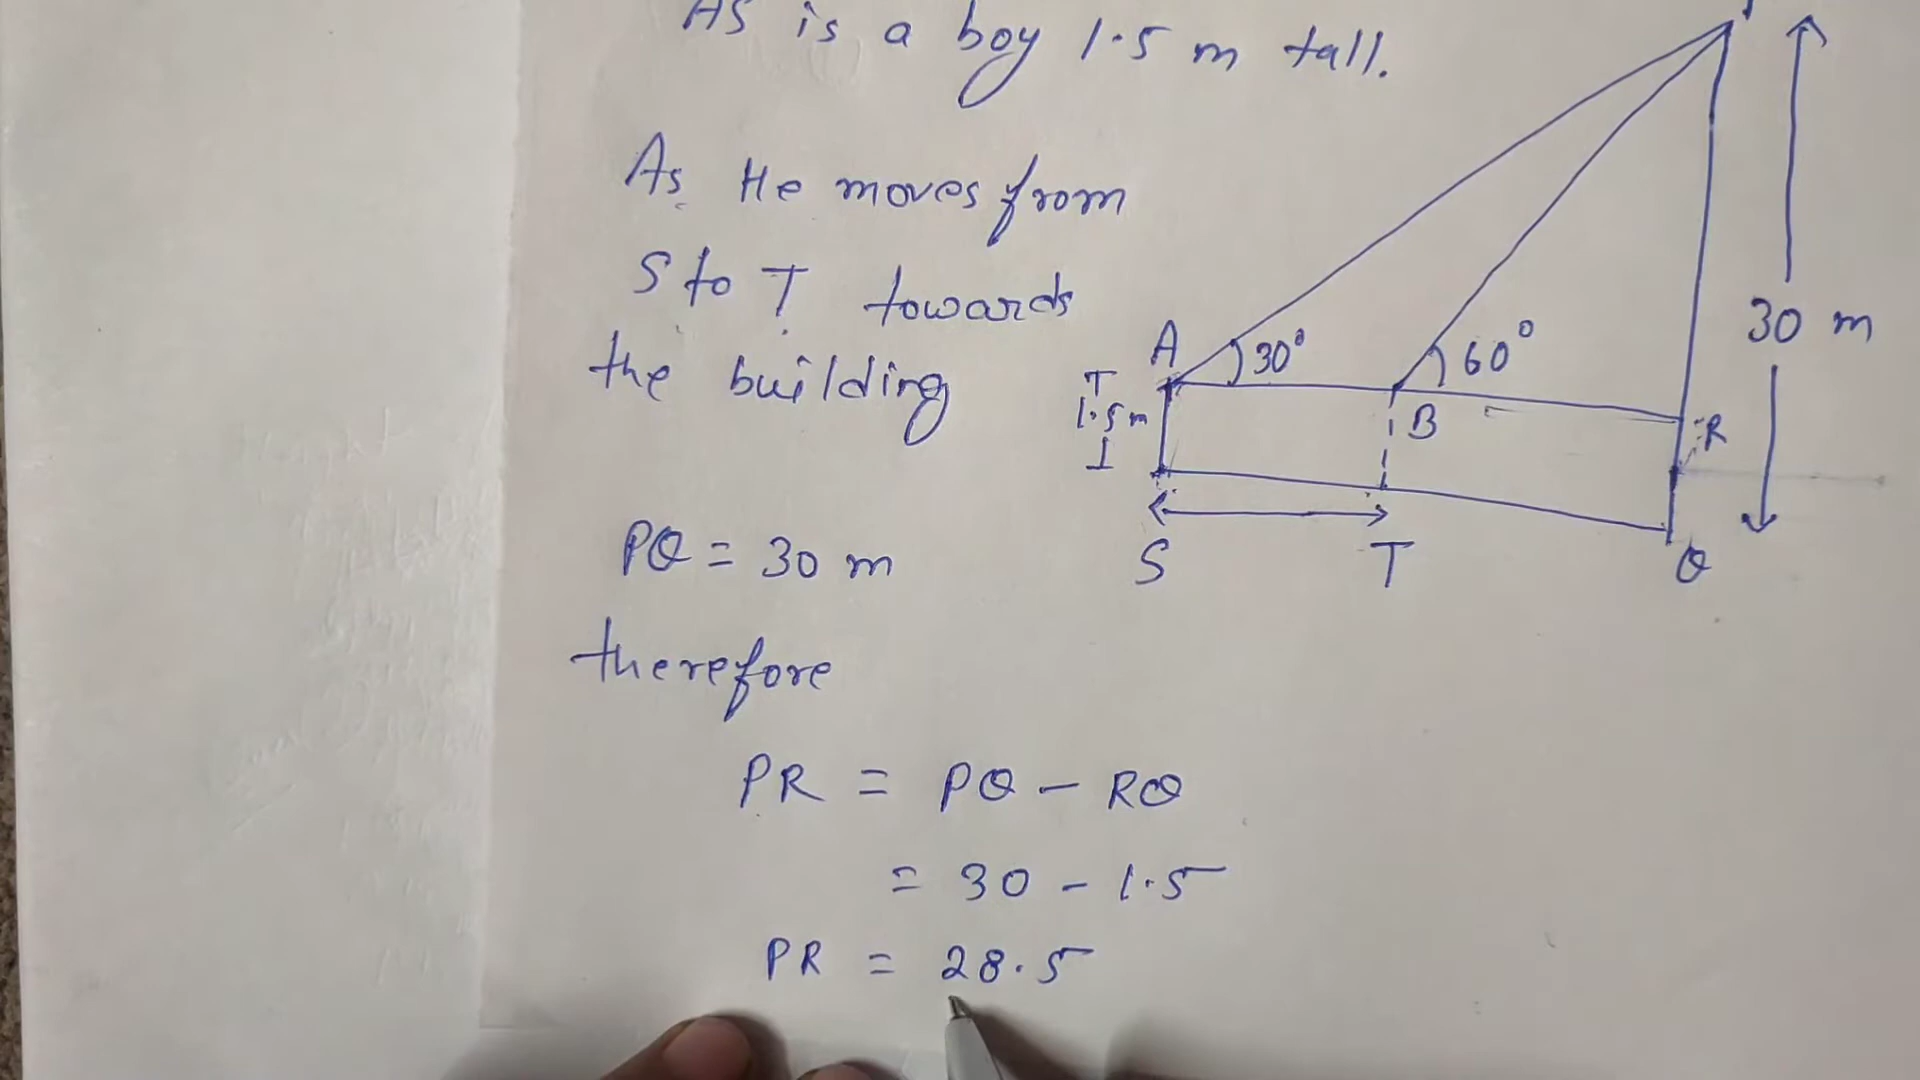 AS is a boy 1.5 m tall.
As He moves from
S to T towards
the building
PQ = 30 m
therefore
PR = PQ - RQ
= 30 - 1.5
PR = 28.5
A
30°
60°
30 m
1.5 m
B
R
S
T
Q